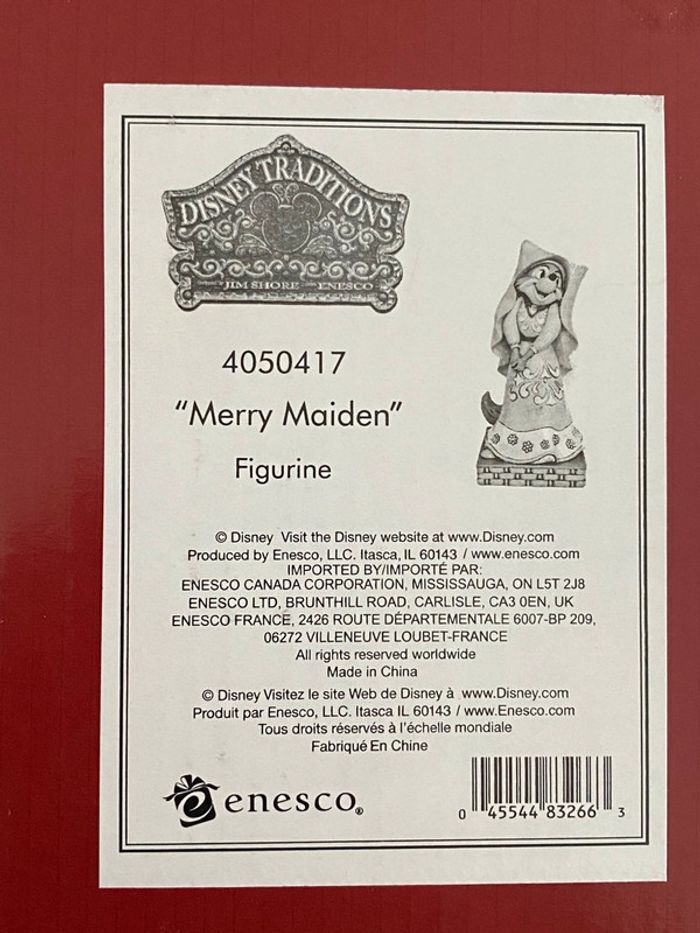 DISNEY TRADITIONS
JIM SHORE ENESCO
4050417
"Merry Maiden"
Figurine
© Disney Visit the Disney website at www.Disney.com
Produced by Enesco, LLC. Itasca, IL 60143 / www.enesco.com
IMPORTED BY/IMPORTÉ PAR:
ENESCO CANADA CORPORATION, MISSISSAUGA, ON L5T 2J8
ENESCO LTD, BRUNTHILL ROAD, CARLISLE, CA3 0EN, UK
ENESCO FRANCE, 2426 ROUTE DÉPARTEMENTALE 6007-BP 209,
06272 VILLENEUVE LOUBET-FRANCE
All rights reserved worldwide
Made in China
© Disney Visitez le site Web de Disney à www.Disney.com
Produit par Enesco, LLC. Itasca IL 60143 / www.Enesco.com
Tous droits réservés à l'échelle mondiale
Fabriqué En Chine
enesco®
0 45544 83266 3